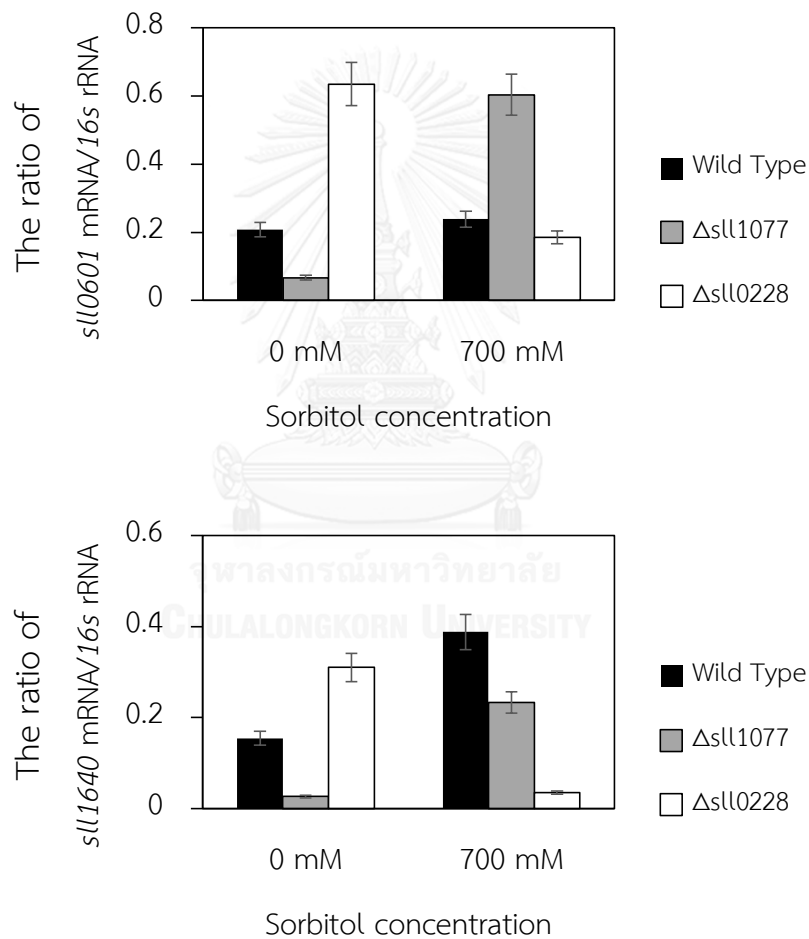 The ratio of
sll0601 mRNA/16s rRNA
0.8
0.6
0.4
0.2
0
0 mM
700 mM
Sorbitol concentration
Wild Type
Δsll1077
Δsll0228
The ratio of
sll1640 mRNA/16s rRNA
0.6
0.4
0.2
0
0 mM
700 mM
Sorbitol concentration
Wild Type
Δsll1077
Δsll0228
จุฬาลงกรณ์มหาวิทยาลัย
CHULALONGKORN UNIVERSITY